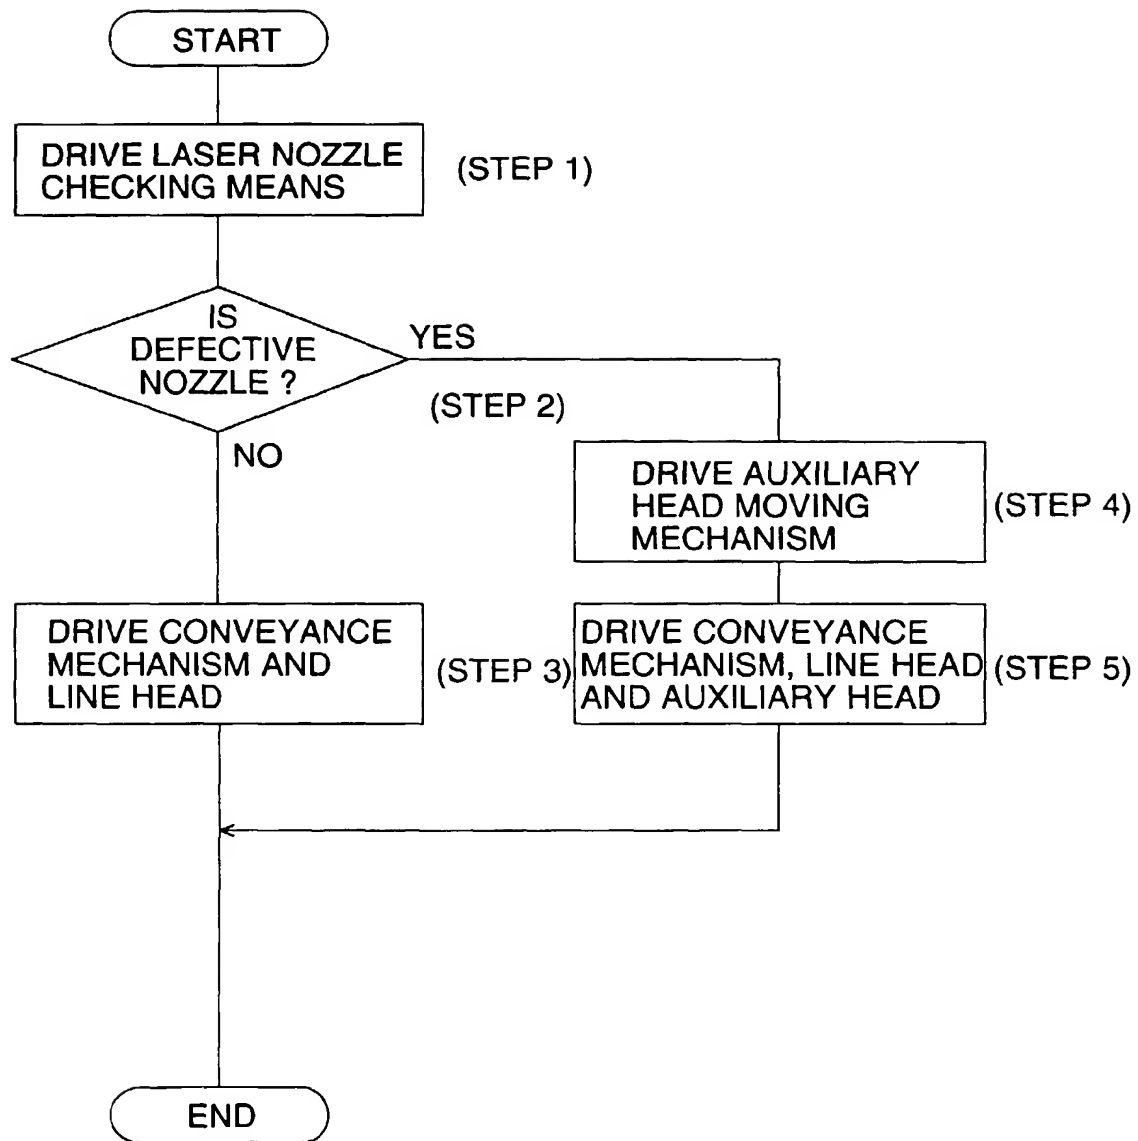 START
DRIVE LASER NOZZLE
CHECKING MEANS
(STEP 1)
IS
DEFECTIVE
NOZZLE ?
YES
(STEP 2)
NO
DRIVE AUXILIARY
HEAD MOVING
MECHANISM
(STEP 4)
DRIVE CONVEYANCE
MECHANISM AND
LINE HEAD
(STEP 3)
DRIVE CONVEYANCE
MECHANISM, LINE HEAD
AND AUXILIARY HEAD
(STEP 5)
END